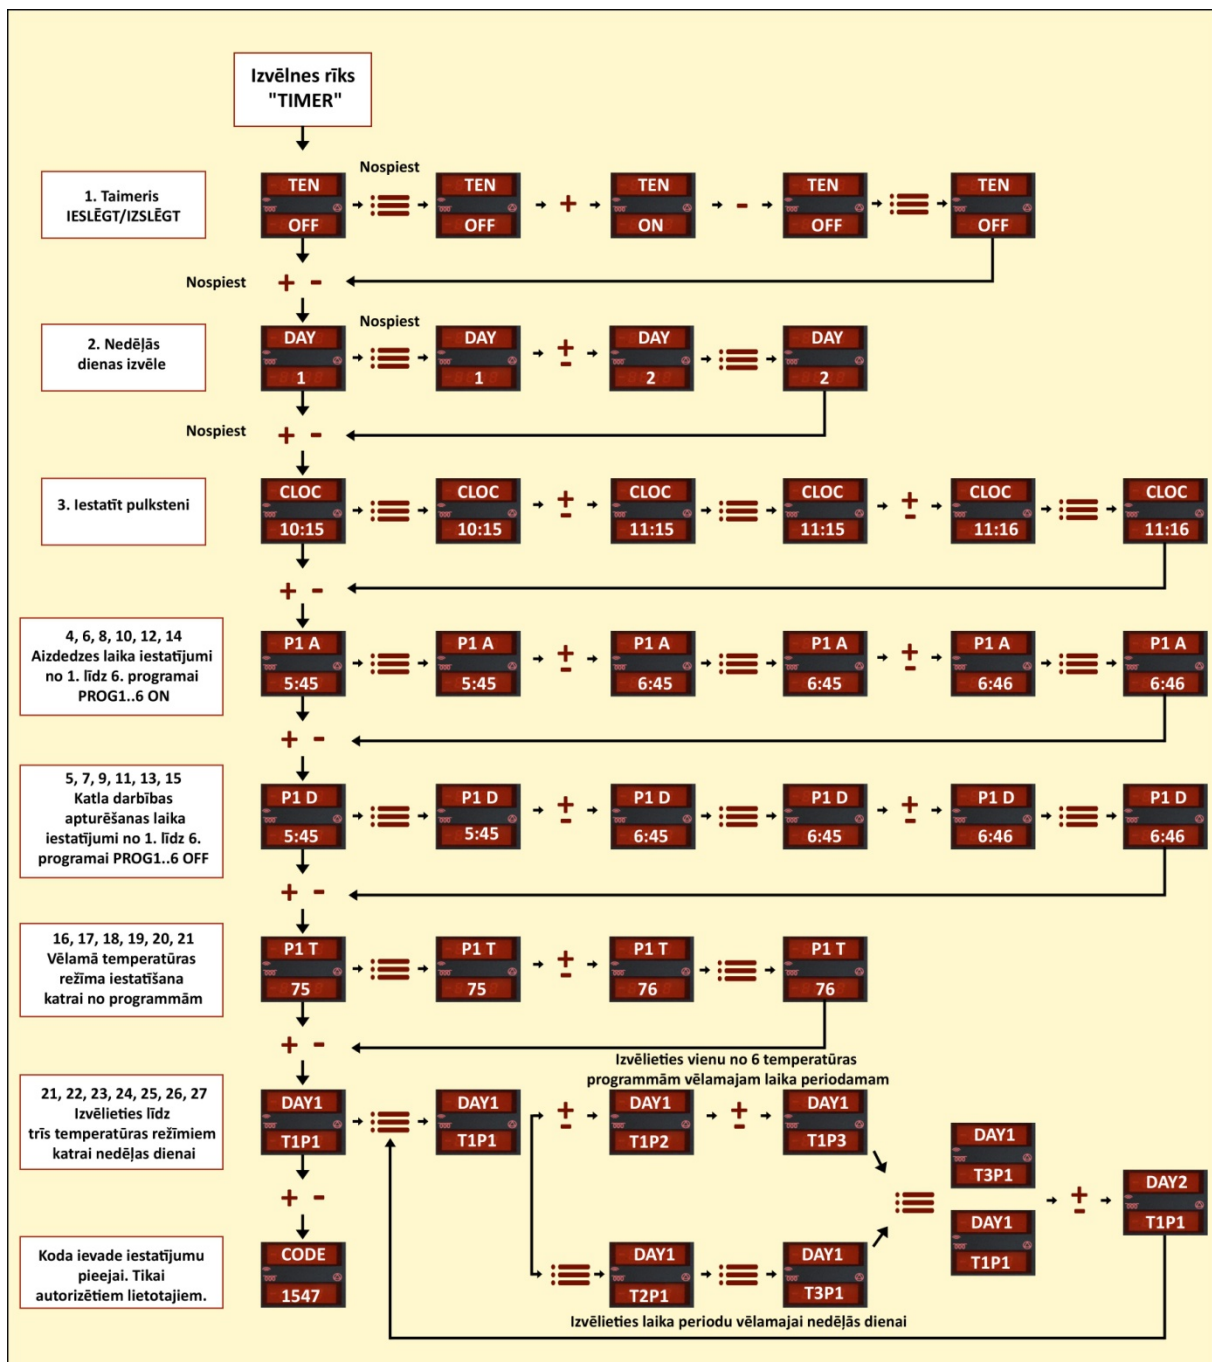 Izvēlnes rīks
"TIMER"
1. Taimeris
IESLĒGT/IZSLĒGT
TEN
OFF
Nospiest
TEN
OFF
+
TEN
ON
-
TEN
OFF
TEN
OFF
Nospiest
+ -
2. Nedēļās
dienas izvēle
DAY
1
Nospiest
DAY
1
+
-
DAY
2
DAY
2
Nospiest
+ -
3. Iestatīt pulksteni
CLOC
10:15
CLOC
10:15
+
-
CLOC
11:15
CLOC
11:15
+
-
CLOC
11:16
CLOC
11:16
+ -
4, 6, 8, 10, 12, 14
Aizdedzes laika iestatījumi
no 1. līdz 6. programai
PROG1..6 ON
P1 A
5:45
P1 A
5:45
+
-
P1 A
6:45
P1 A
6:45
+
-
P1 A
6:46
P1 A
6:46
+ -
5, 7, 9, 11, 13, 15
Katla darbības
apturēšanas laika
iestatījumi no 1. līdz 6.
programai PROG1..6 OFF
P1 D
5:45
P1 D
5:45
+
-
P1 D
6:45
P1 D
6:45
+
-
P1 D
6:46
P1 D
6:46
+ -
16, 17, 18, 19, 20, 21
Vēlamā temperatūras
režīma iestatīšana
katrai no programmām
P1 T
75
P1 T
75
+
-
P1 T
76
P1 T
76
+ -
Izvēlieties vienu no 6 temperatūras
programmām vēlamajam laika periodamam
21, 22, 23, 24, 25, 26, 27
Izvēlieties līdz
trīs temperatūras režīmiem
katrai nedēļas dienai
DAY1
T1P1
DAY1
T1P1
+
-
DAY1
T1P2
+
-
DAY1
T1P3
DAY1
T3P1
DAY1
T1P1
+
-
DAY2
T1P1
+ -
Koda ievade iestatījumu
pieejai. Tikai
autorizētiem lietotajiem.
CODE
1547
DAY1
T2P1
DAY1
T3P1
Izvēlieties laika periodu vēlamajai nedēļās dienai